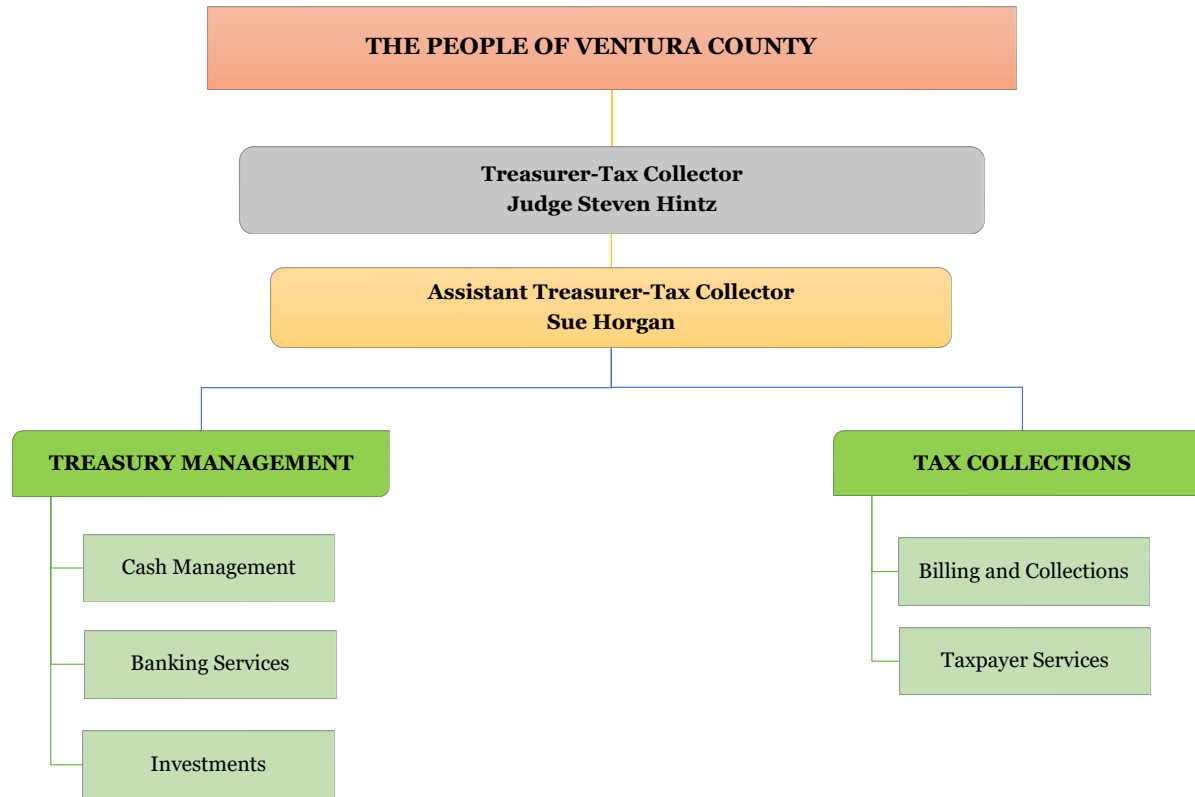 THE PEOPLE OF VENTURA COUNTY
Treasurer-Tax Collector
Judge Steven Hintz
Assistant Treasurer-Tax Collector
Sue Horgan
TREASURY MANAGEMENT
Cash Management
Banking Services
Investments
TAX COLLECTIONS
Billing and Collections
Taxpayer Services